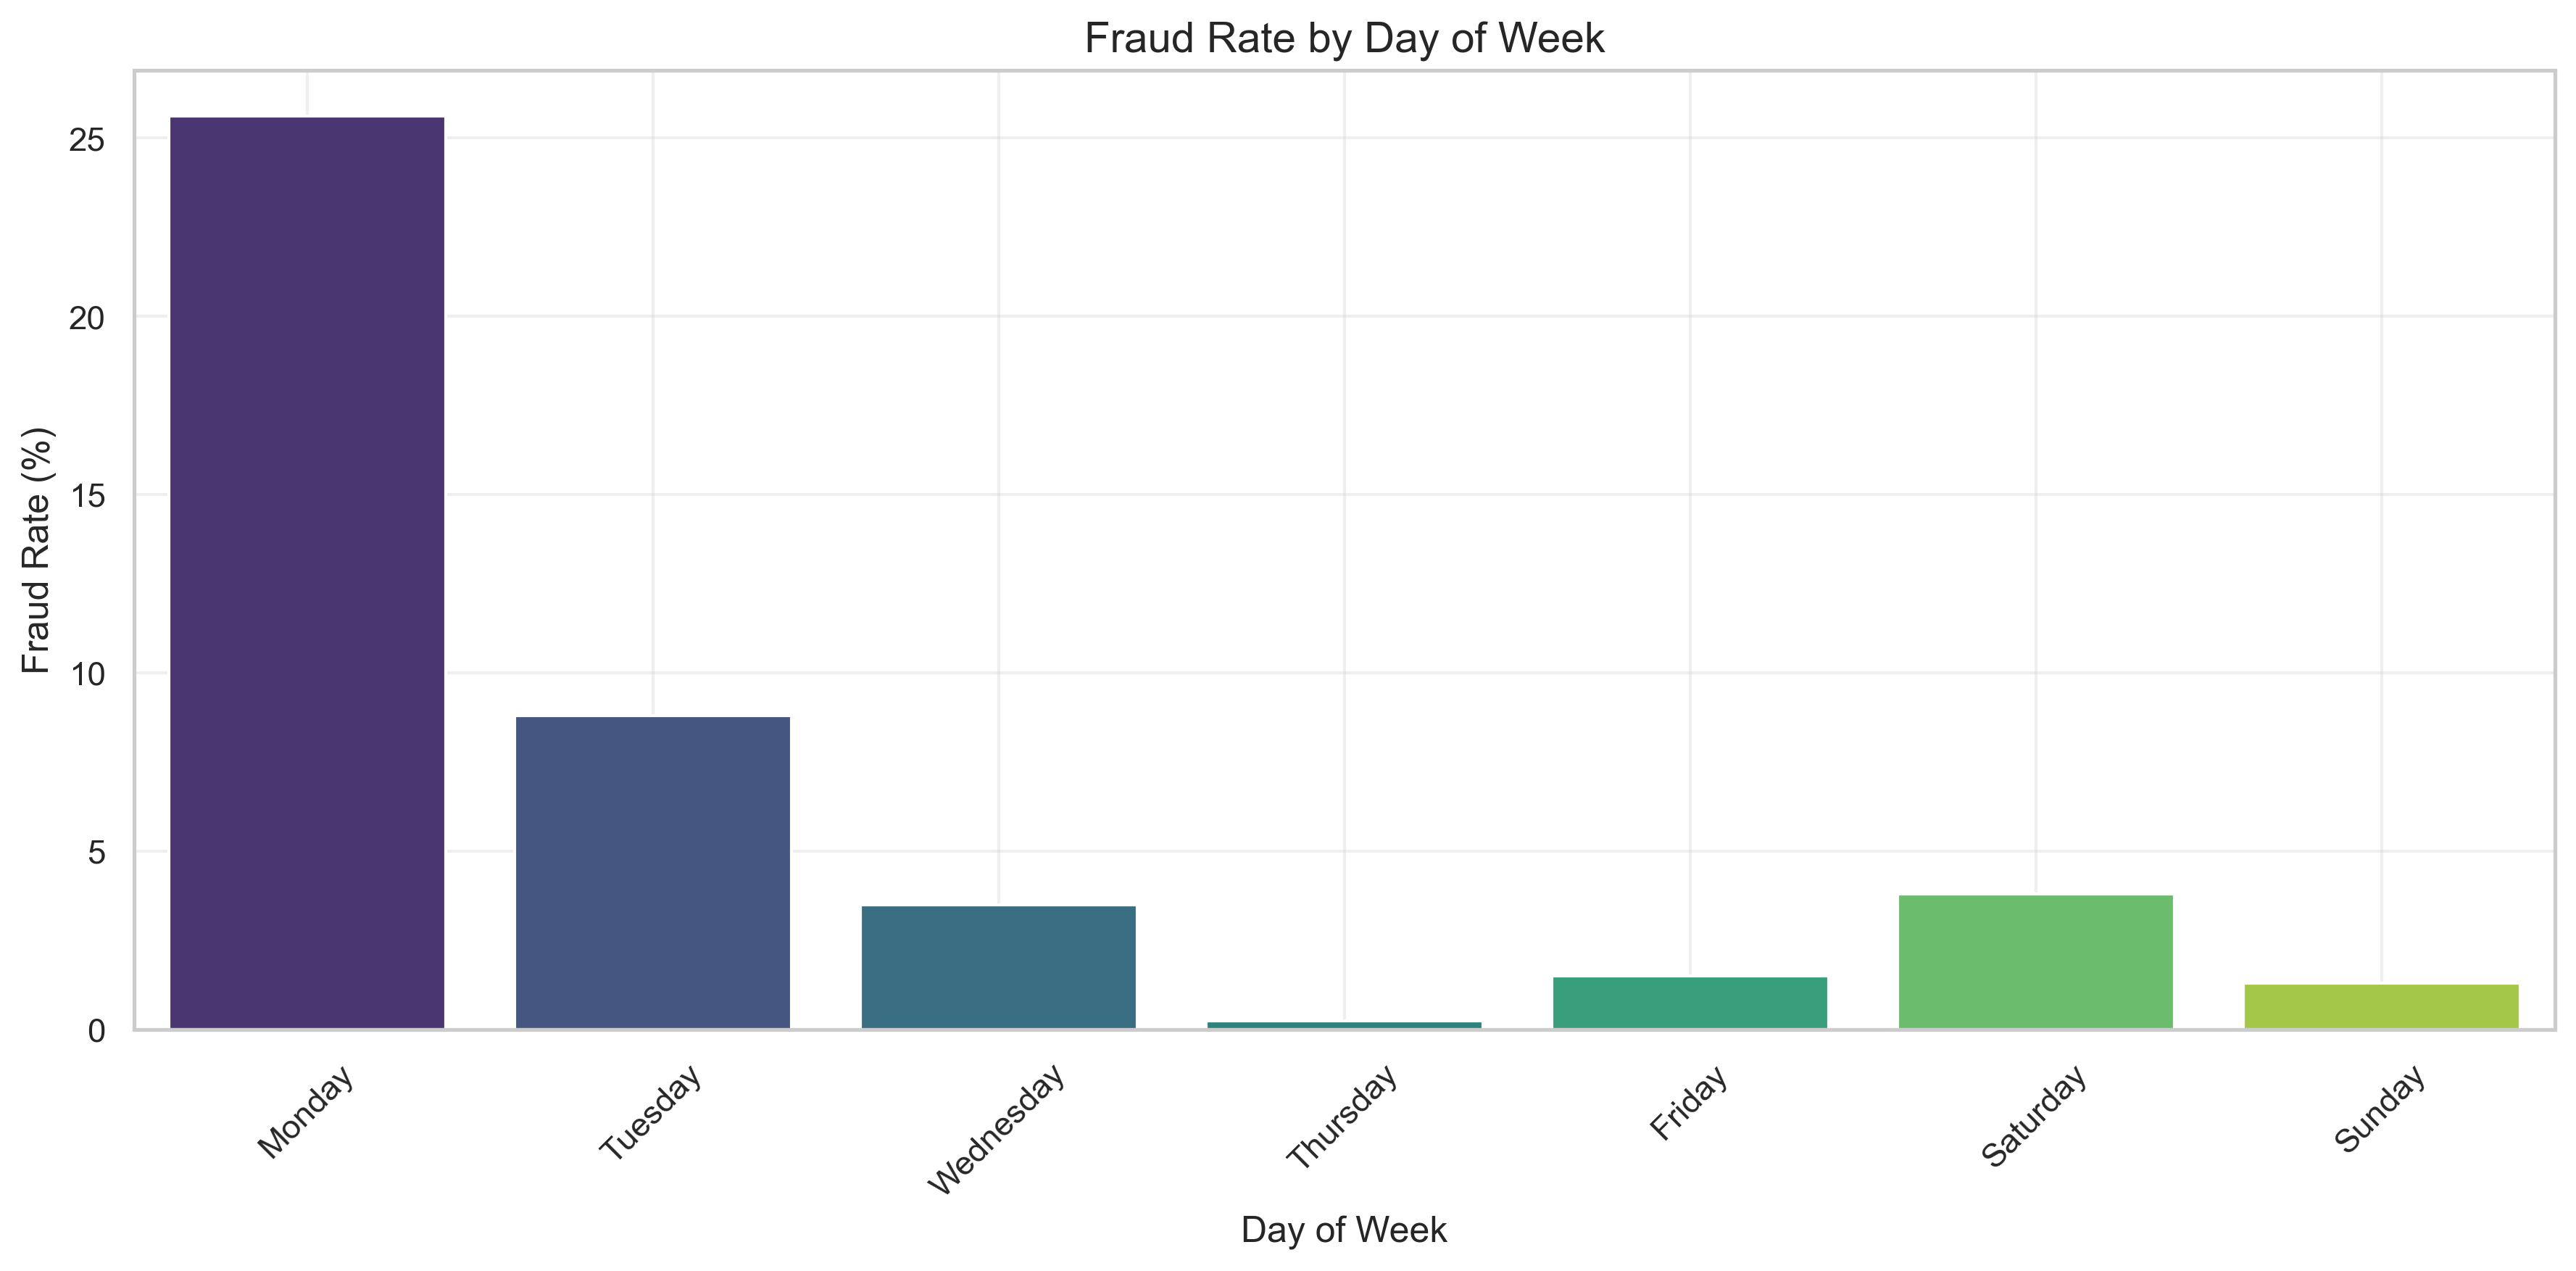 Fraud Rate by Day of Week
Fraud Rate (%)
25
20
15
10
5
0
Monday
Tuesday
Wednesday
Thursday
Friday
Saturday
Sunday
Day of Week